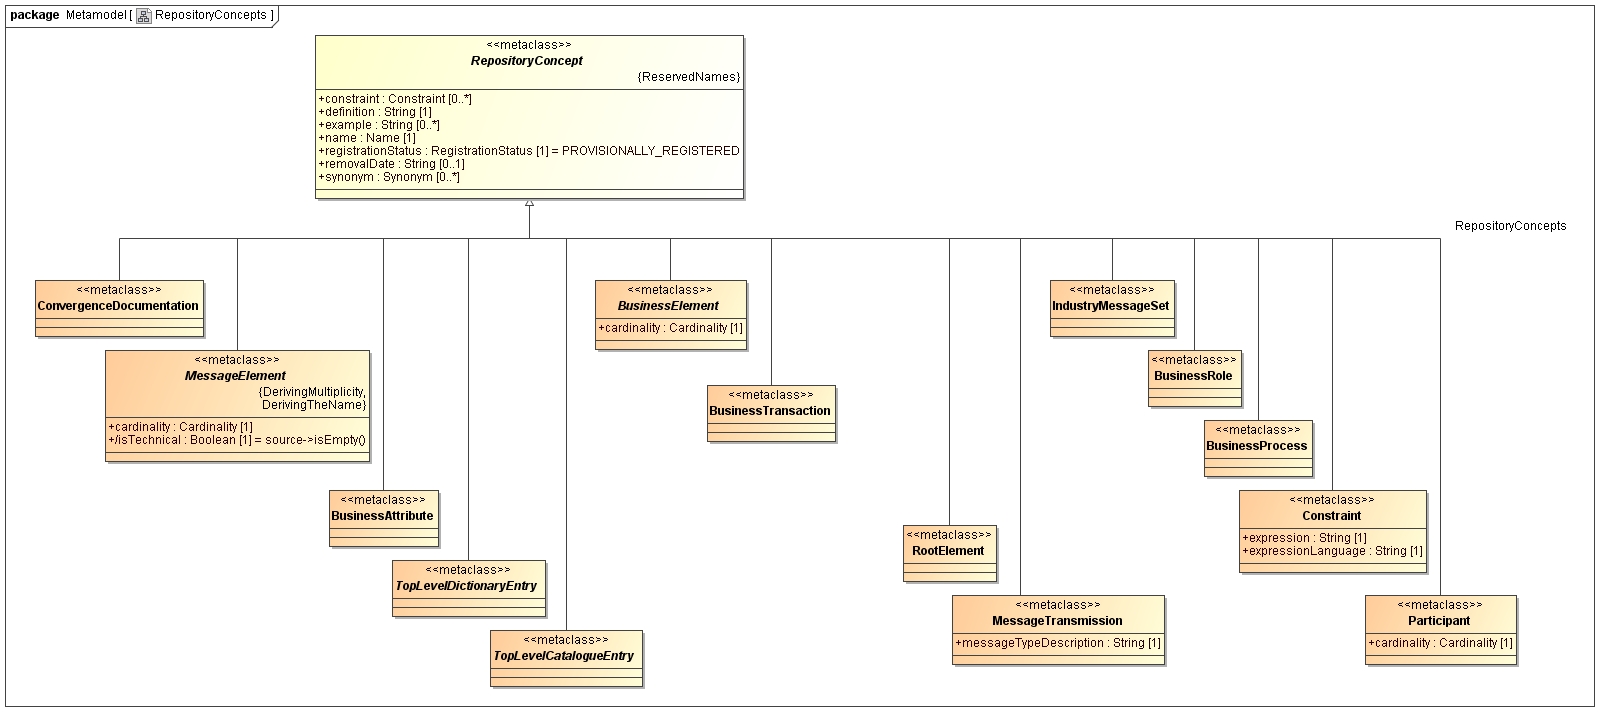 package Metamodel [ RepositoryConcepts ]
<<metaclass>>
RepositoryConcept
{ReservedNames}
+constraint : Constraint [0..*]
+definition : String [1]
+example : String [0..*]
+name : Name [1]
+registrationStatus : RegistrationStatus [1] = PROVISIONALLY_REGISTERED
+removalDate : String [0..1]
+synonym : Synonym [0..*]
RepositoryConcepts
<<metaclass>>
ConvergenceDocumentation
<<metaclass>>
MessageElement
{DerivingMultiplicity,
DerivingTheName}
+cardinality : Cardinality [1]
+/isTechnical : Boolean [1] = source->isEmpty()
<<metaclass>>
BusinessAttribute
<<metaclass>>
TopLevelDictionaryEntry
<<metaclass>>
TopLevelCatalogueEntry
<<metaclass>>
BusinessElement
+cardinality : Cardinality [1]
<<metaclass>>
BusinessTransaction
<<metaclass>>
RootElement
<<metaclass>>
MessageTransmission
+messageTypeDescription : String [1]
<<metaclass>>
IndustryMessageSet
<<metaclass>>
BusinessRole
<<metaclass>>
BusinessProcess
<<metaclass>>
Constraint
+expression : String [1]
+expressionLanguage : String [1]
<<metaclass>>
Participant
+cardinality : Cardinality [1]